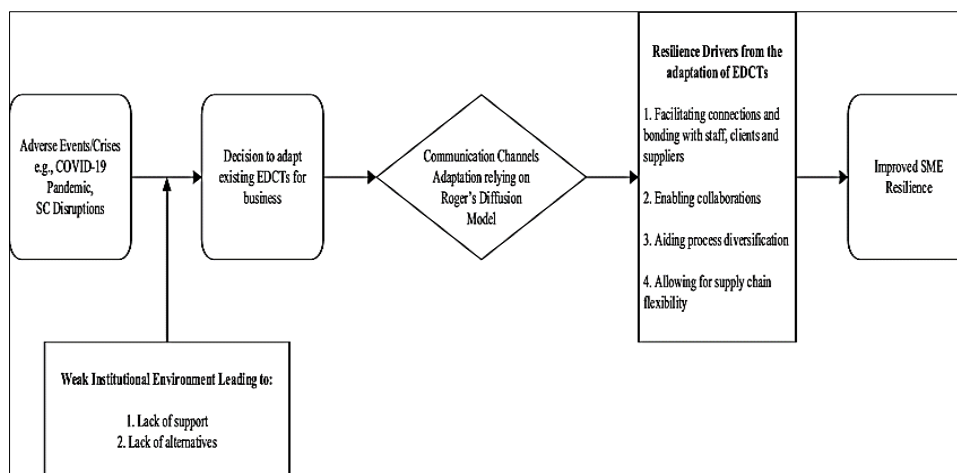 Adverse Events/Crises
e.g., COVID-19
Pandemic,
SC Disruptions
Decision to adapt
existing EDCTs for
business
Communication Channels
Adaptation relying on
Roger's Diffusion
Model
Resilience Drivers from the
adaptation of EDCTs
1. Facilitating connections and
bonding with staff, clients and
suppliers
2. Enabling collaborations
3. Aiding process diversification
4. Allowing for supply chain
flexibility
Improved SME
Resilience
Weak Institutional Environment Leading to:
1. Lack of support
2. Lack of alternatives